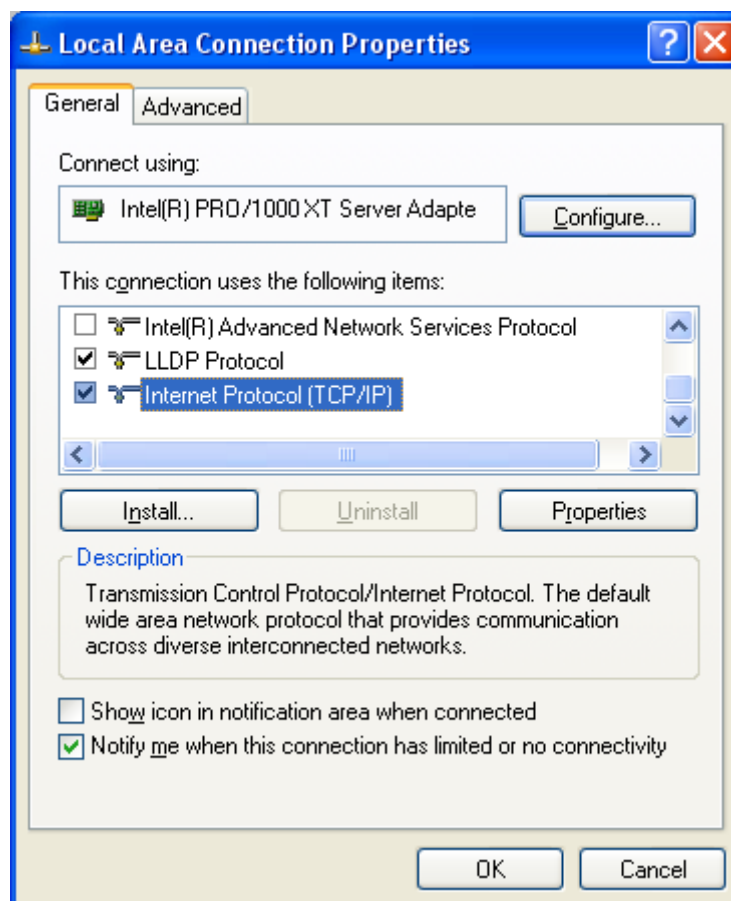 Local Area Connection Properties
General
Advanced
Connect using:
Intel(R) PRO/1000 XT Server Adapte
Configure...
This connection uses the following items:
Intel(R) Advanced Network Services Protocol
LLDP Protocol
Internet Protocol (TCP/IP)
Install...
Uninstall
Properties
Description
Transmission Control Protocol/Internet Protocol. The default
wide area network protocol that provides communication
across diverse interconnected networks.
Show icon in notification area when connected
Notify me when this connection has limited or no connectivity
OK
Cancel